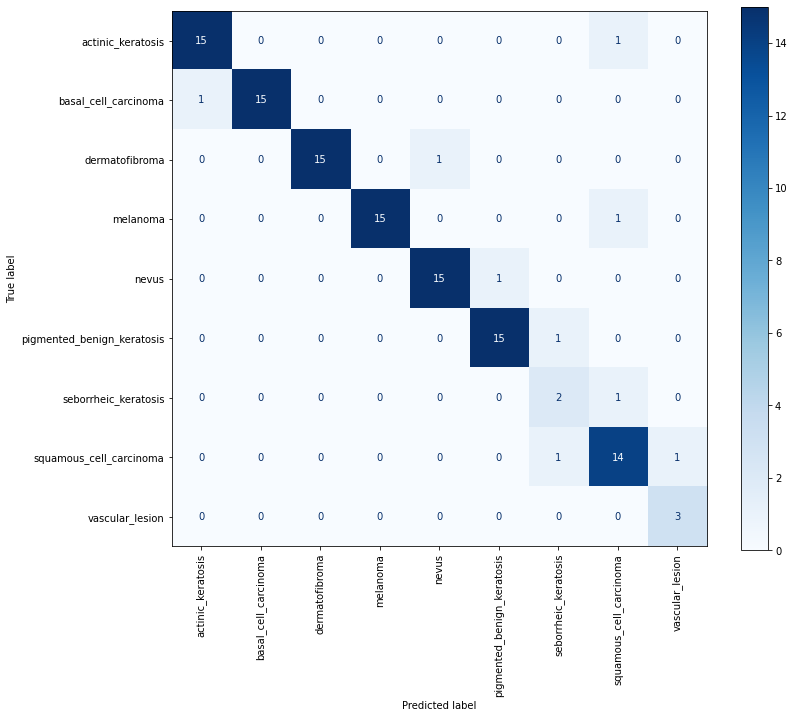 True label
actinic_keratosis 15 0 0 0 0 0 0 1 0
basal_cell_carcinoma 1 15 0 0 0 0 0 0 0
dermatofibroma 0 0 15 0 1 0 0 0 0
melanoma 0 0 0 15 0 0 0 1 0
nevus 0 0 0 0 15 1 0 0 0
pigmented_benign_keratosis 0 0 0 0 0 15 1 0 0
seborrheic_keratosis 0 0 0 0 0 0 2 1 0
squamous_cell_carcinoma 0 0 0 0 0 0 1 14 1
vascular_lesion 0 0 0 0 0 0 0 0 3
actinic_keratosis
basal_cell_carcinoma
dermatofibroma
melanoma
nevus
pigmented_benign_keratosis
seborrheic_keratosis
squamous_cell_carcinoma
vascular_lesion
Predicted label
14
12
10
8
6
4
2
0